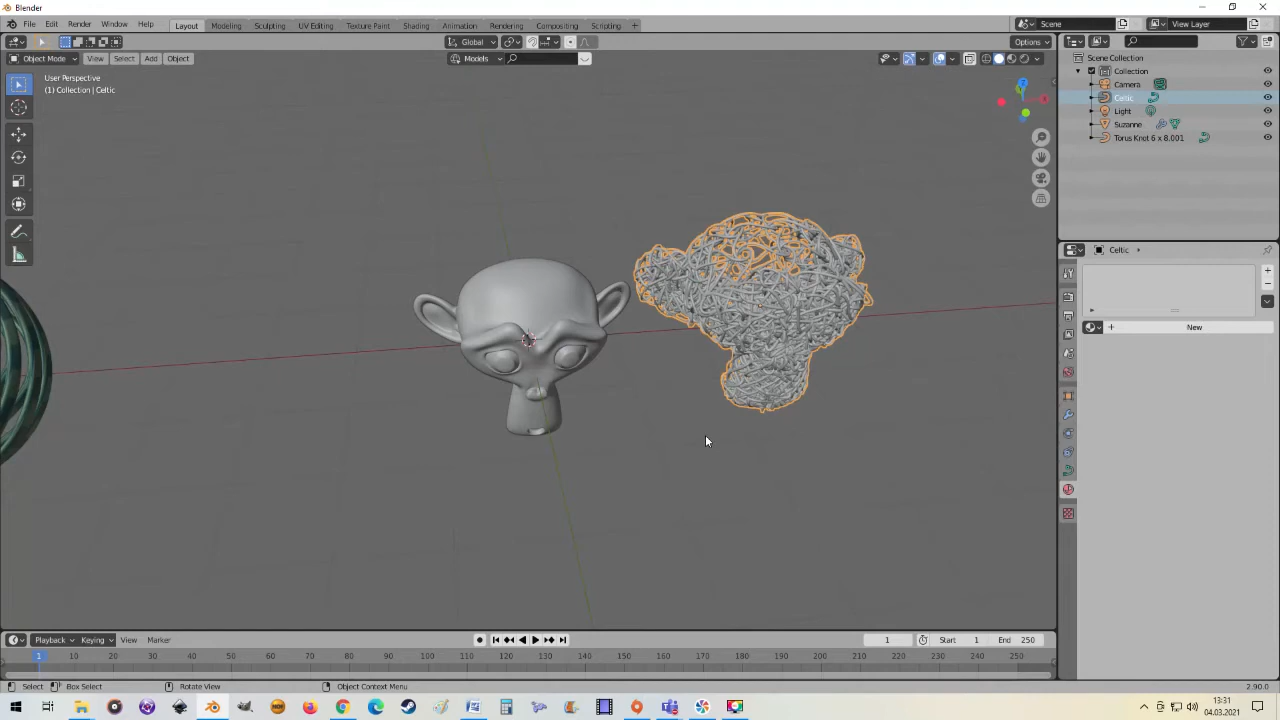 Blender
File Edit Render Window Help Layout Modeling Sculpting UV Editing Texture Paint Shading Animation Rendering Compositing Scripting + Scene View Layer
Global Options
Object Mode View Select Add Object Models
User Perspective
(1) Collection | Celtic
Scene Collection
Collection
Camera
Celtic
Light
Suzanne
Torus Knot 6 x 8.001
Celtic
New
Playback Keying View Marker 1 Start 1 End 250
1 10 20 30 40 50 60 70 80 90 100 110 120 130 140 150 160 170 180 190 200 210 220 230 240 250
Select Box Select Rotate View Object Context Menu 2.90.0
13:31
04.03.2021